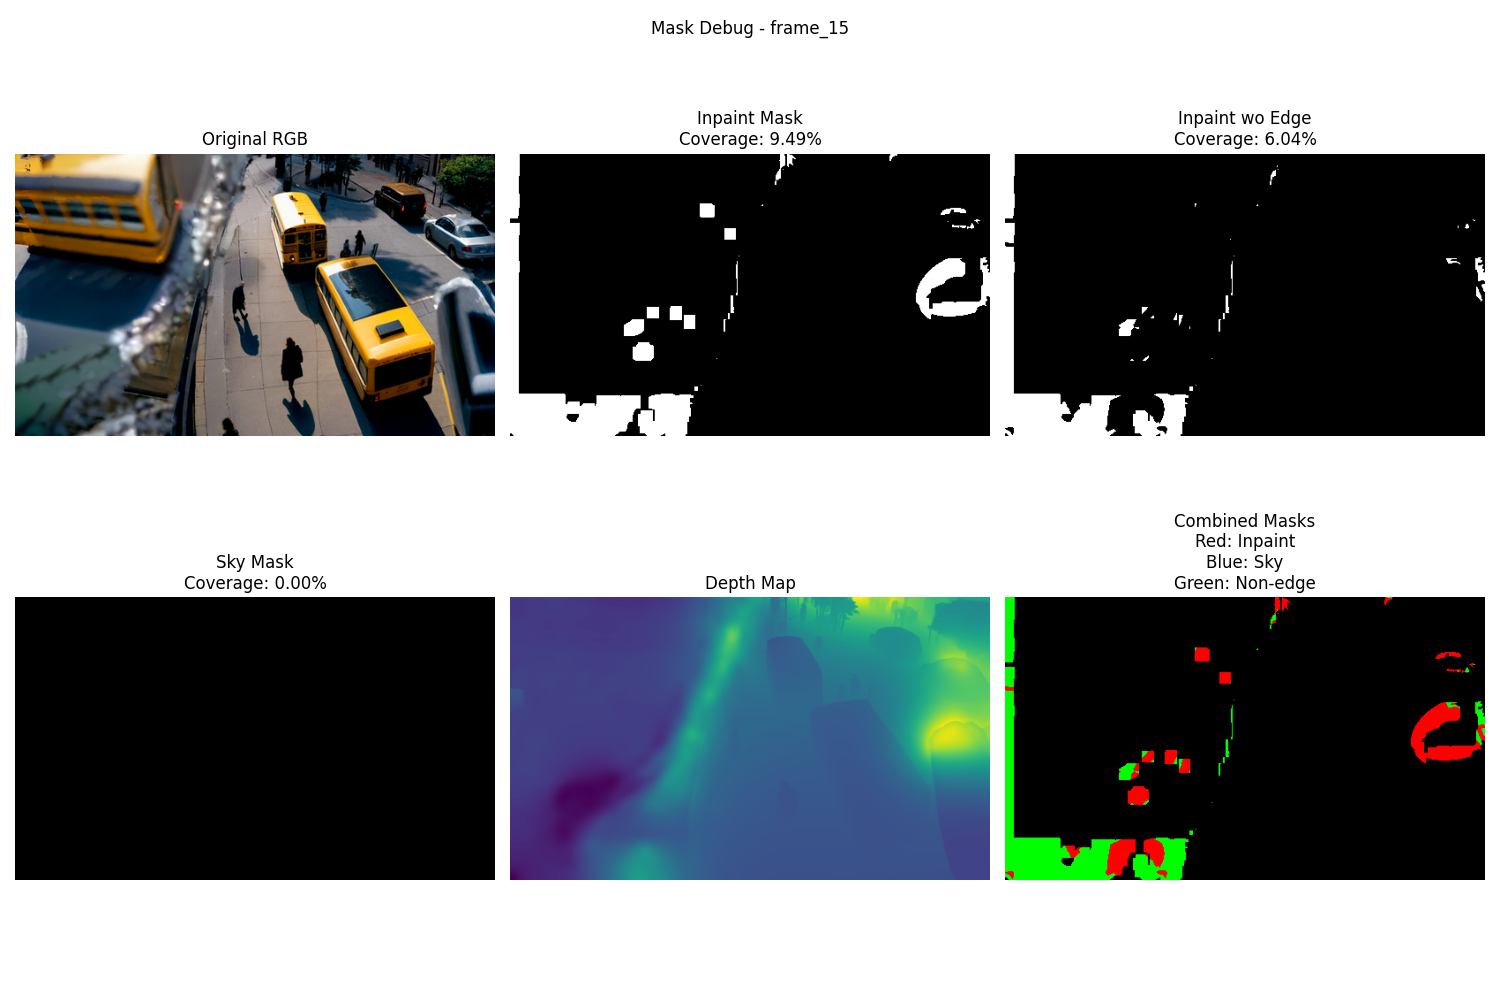 Mask Debug - frame_15
Original RGB
Inpaint Mask
Coverage: 9.49%
Inpaint wo Edge
Coverage: 6.04%
Sky Mask
Coverage: 0.00%
Depth Map
Combined Masks
Red: Inpaint
Blue: Sky
Green: Non-edge